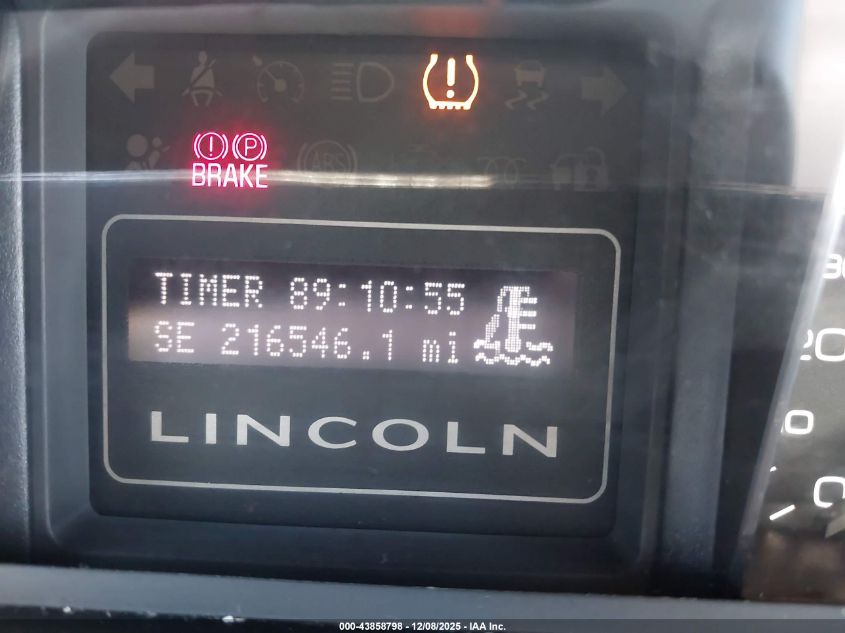 BRAKE
TIMER 89:10:55
SE 216546.1 mi
LINCOLN
000-43858798 - 12/08/2025 - IAA Inc.